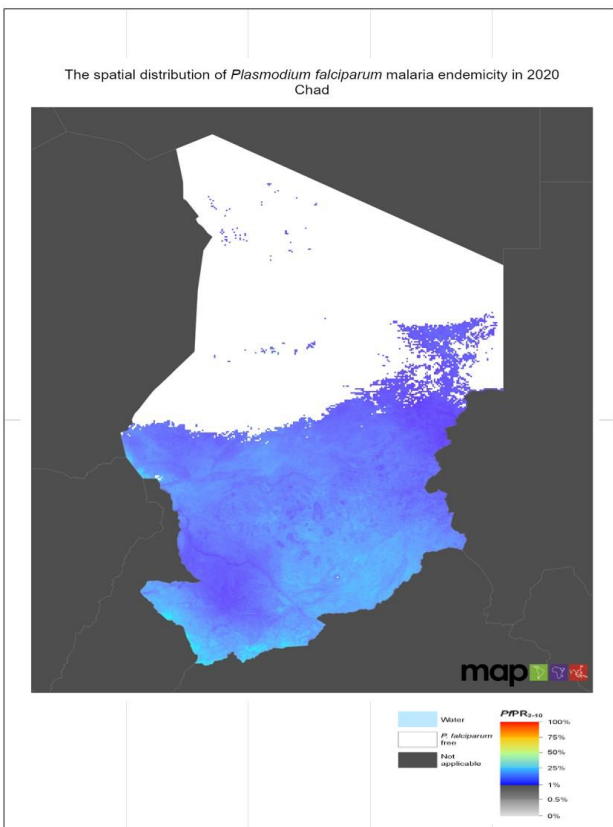 The spatial distribution of Plasmodium falciparum malaria endemicity in 2020
Chad
map
Water
P. falciparum
free
Not
applicable
PfPR2-10
100%
75%
50%
25%
1%
0.5%
0%